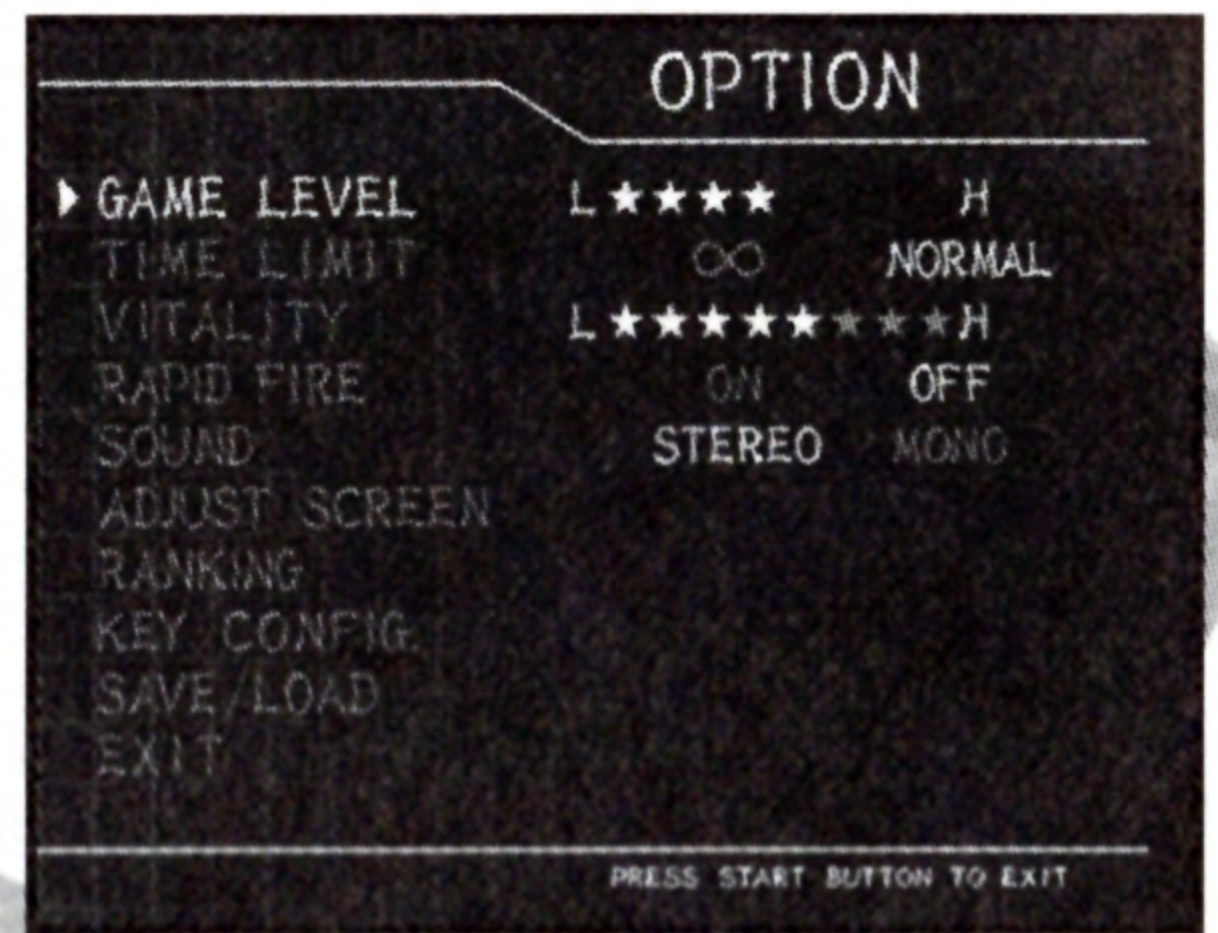 OPTION
GAME LEVEL L ★★★★ H
TIME LIMIT ∞ NORMAL
VITALITY L ★★★★★★★★ H
RAPID FIRE ON OFF
SOUND STEREO MONO
ADJUST SCREEN
RANKING
KEY CONFIG.
SAVE/LOAD
EXIT
PRESS START BUTTON TO EXIT